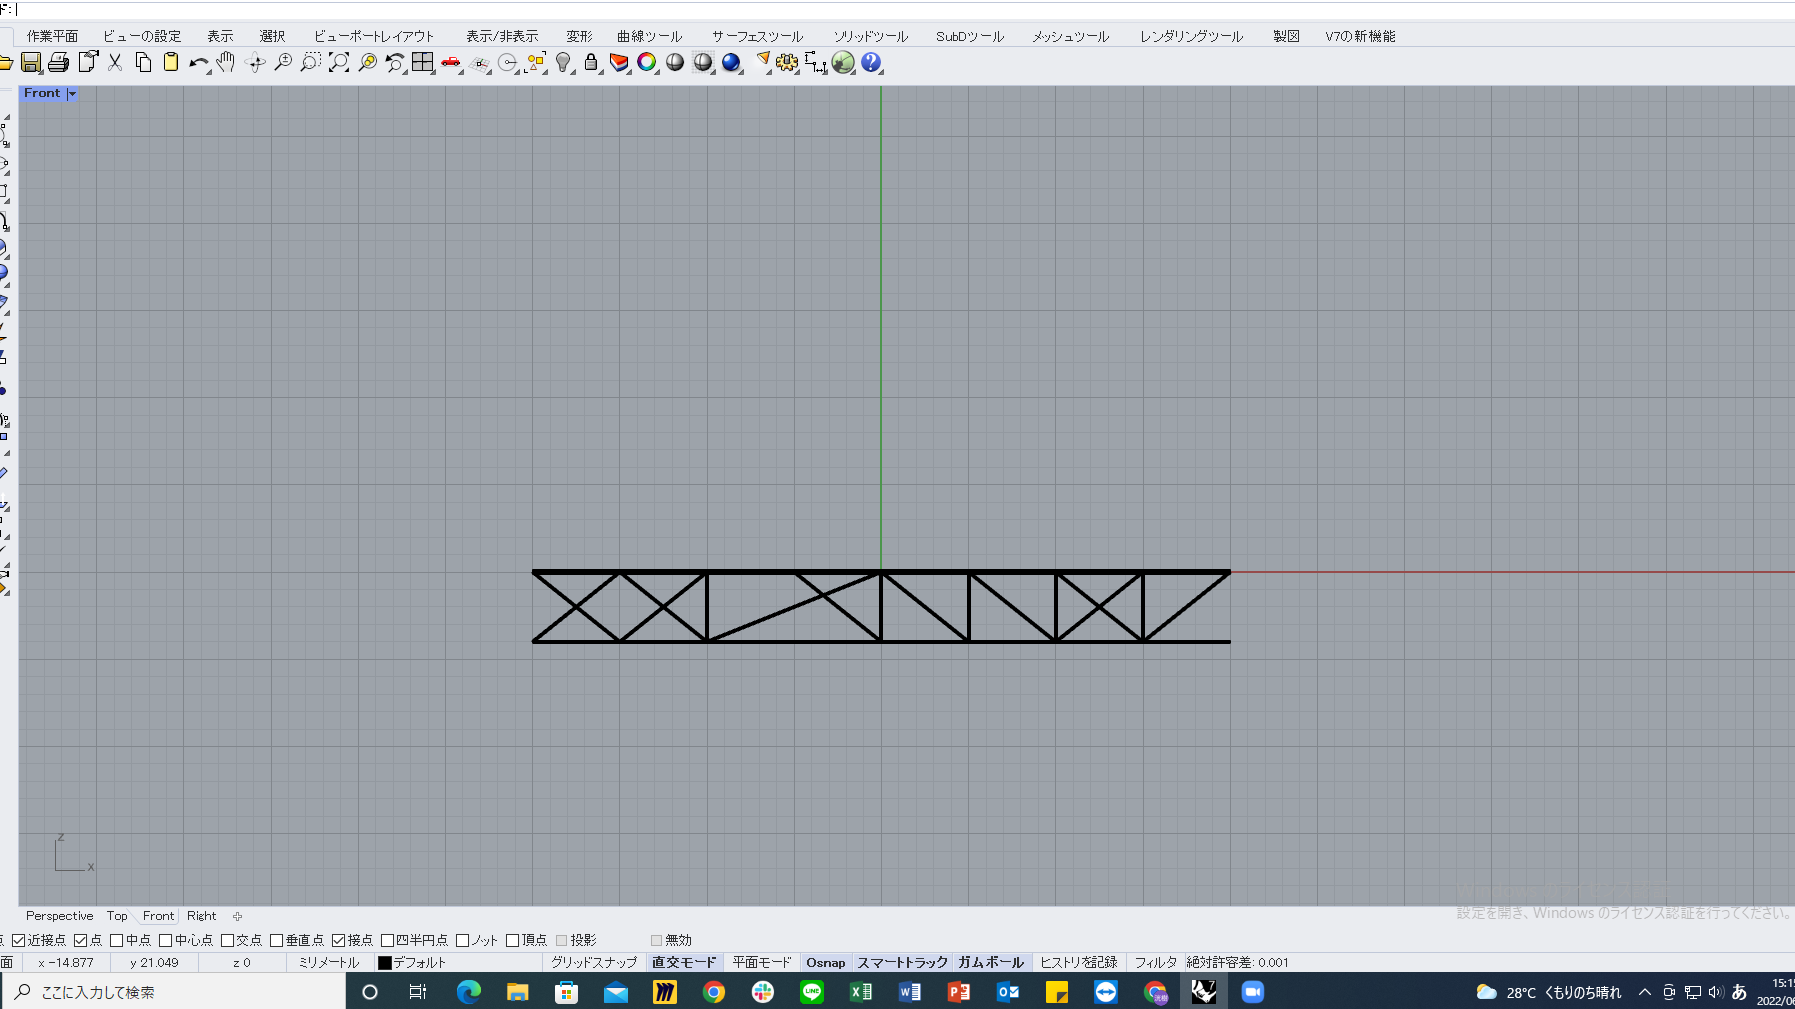 ド:
作業平面 ビューの設定 表示 選択 ビューポートレイアウト 表示/非表示 変形 曲線ツール サーフェスツール ソリッドツール SubDツール メッシュツール レンダリングツール 製図 V7の新機能
Front
z
x
設定を開き、Windows のライセンス認証を行ってください。
Perspective Top Front Right
点 近接点 点 中点 中心点 交点 垂直点 接点 四半円点 ノット 頂点 投影 無効
面 x -14.877 y 21.049 z 0 ミリメートル デフォルト グリッドスナップ 直交モード 平面モード Osnap スマートトラック ガムボール ヒストリを記録 フィルタ 絶対許容差: 0.001
ここに入力して検索
28°C くもりのち晴れ
あ
15:15
2022/06